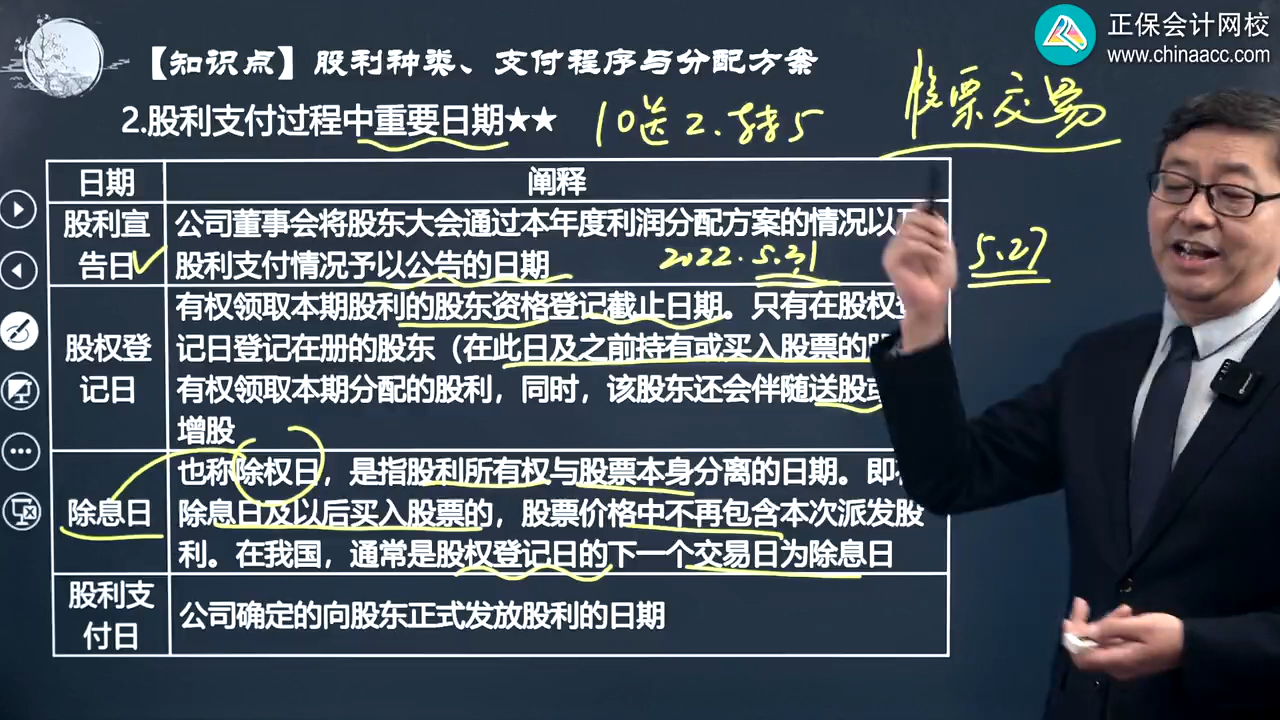 正保会计网校
www.chinaacc.com
【知识点】股利种类、支付程序与分配方案
股票交易
2.股利支付过程中重要日期★★
10送2.转5
日期
阐释
股利宣告日
公司董事会将股东大会通过本年度利润分配方案的情况以及
股利支付情况予以公告的日期
2022.5.21
5.27
股权登记日
有权领取本期股利的股东资格登记截止日期。只有在股权登
记日登记在册的股东（在此日及之前持有或买入股票的股
有权领取本期分配的股利，同时，该股东还会伴随送股或
增股
除息日
也称除权日，是指股利所有权与股票本身分离的日期。即在
除息日及以后买入股票的，股票价格中不再包含本次派发股
利。在我国，通常是股权登记日的下一个交易日为除息日
股利支付日
公司确定的向股东正式发放股利的日期